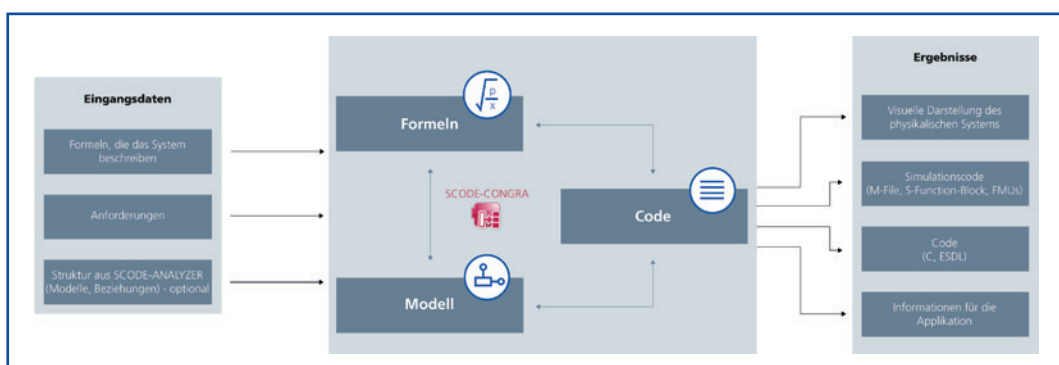 Eingangsdaten
Formeln, die das System
beschreiben
Anforderungen
Struktur aus SCODE-ANALYZER
(Modelle, Beziehungen) - optional
Formeln
p
x
SCODE-CONGRA
Modell
Code
Ergebnisse
Visuelle Darstellung des
physikalischen Systems
Simulationscode
(M-File, S-Function-Block, FMUs)
Code
(C, ESDL)
Informationen für die
Applikation